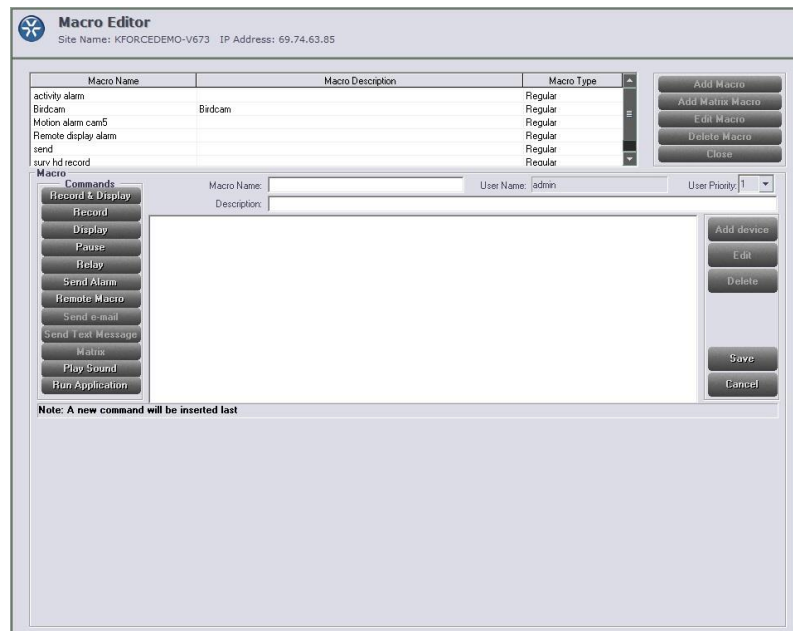 Macro Editor
Site Name: KFORCEDEMO-V673 IP Address: 69.74.63.85
Macro Name Macro Description Macro Type
activity alarm Regular
Birdcam Birdcam Regular
Motion alarm cam5 Regular
Remote display alarm Regular
send Regular
surv hd record Regular
Add Macro
Add Matrix Macro
Edit Macro
Delete Macro
Close
Macro
Commands
Record & Display
Record
Display
Pause
Relay
Send Alarm
Remote Macro
Send e-mail
Send Text Message
Matrix
Play Sound
Run Application
Macro Name: User Name: admin User Priority: 1
Description:
Add device
Edit
Delete
Save
Cancel
Note: A new command will be inserted last